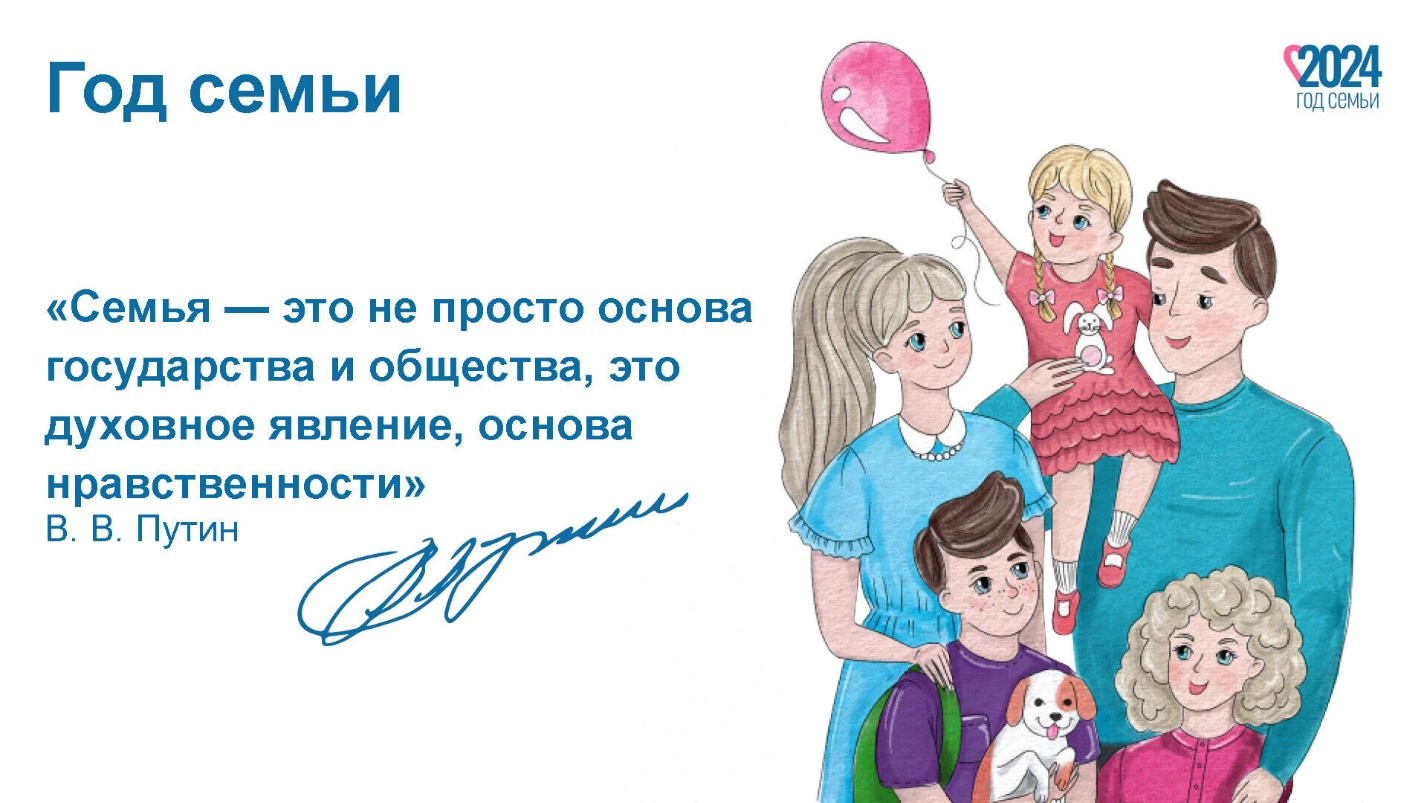 Год семьи
2024
ГОД СЕМЬИ
«Семья — это не просто основа
государства и общества, это
духовное явление, основа
нравственности»
В. В. Путин